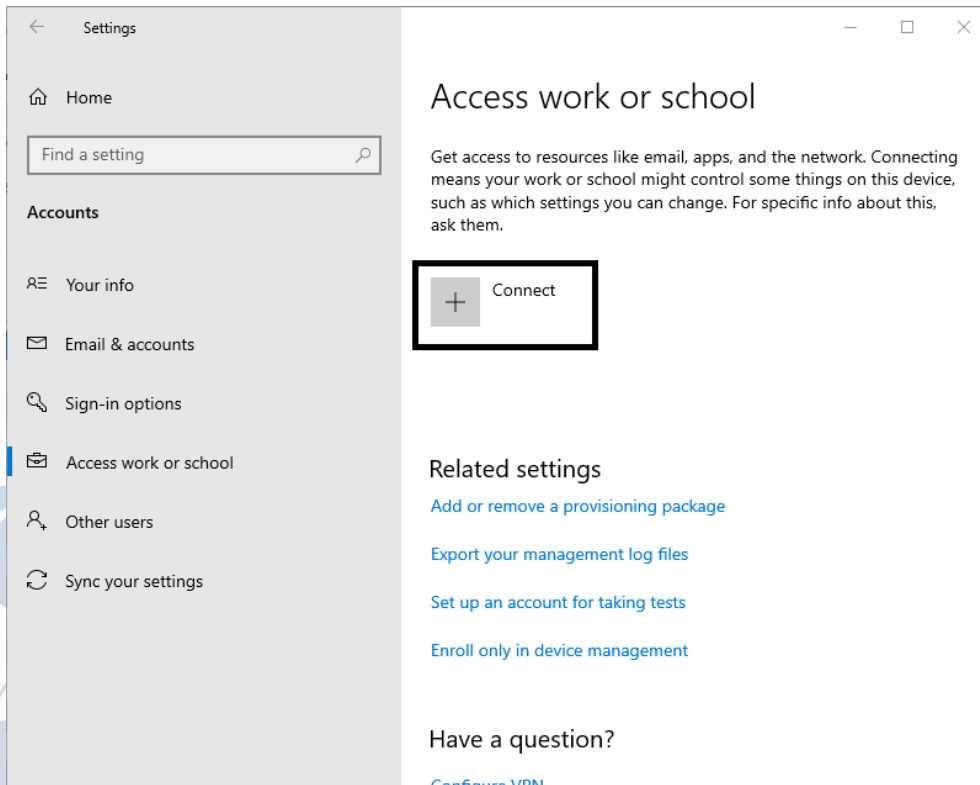 Settings
Home
Find a setting
Accounts
Your info
Email & accounts
Sign-in options
Access work or school
Other users
Sync your settings
Access work or school
Get access to resources like email, apps, and the network. Connecting
means your work or school might control some things on this device,
such as which settings you can change. For specific info about this,
ask them.
Connect
Related settings
Add or remove a provisioning package
Export your management log files
Set up an account for taking tests
Enroll only in device management
Have a question?
Configure VPN